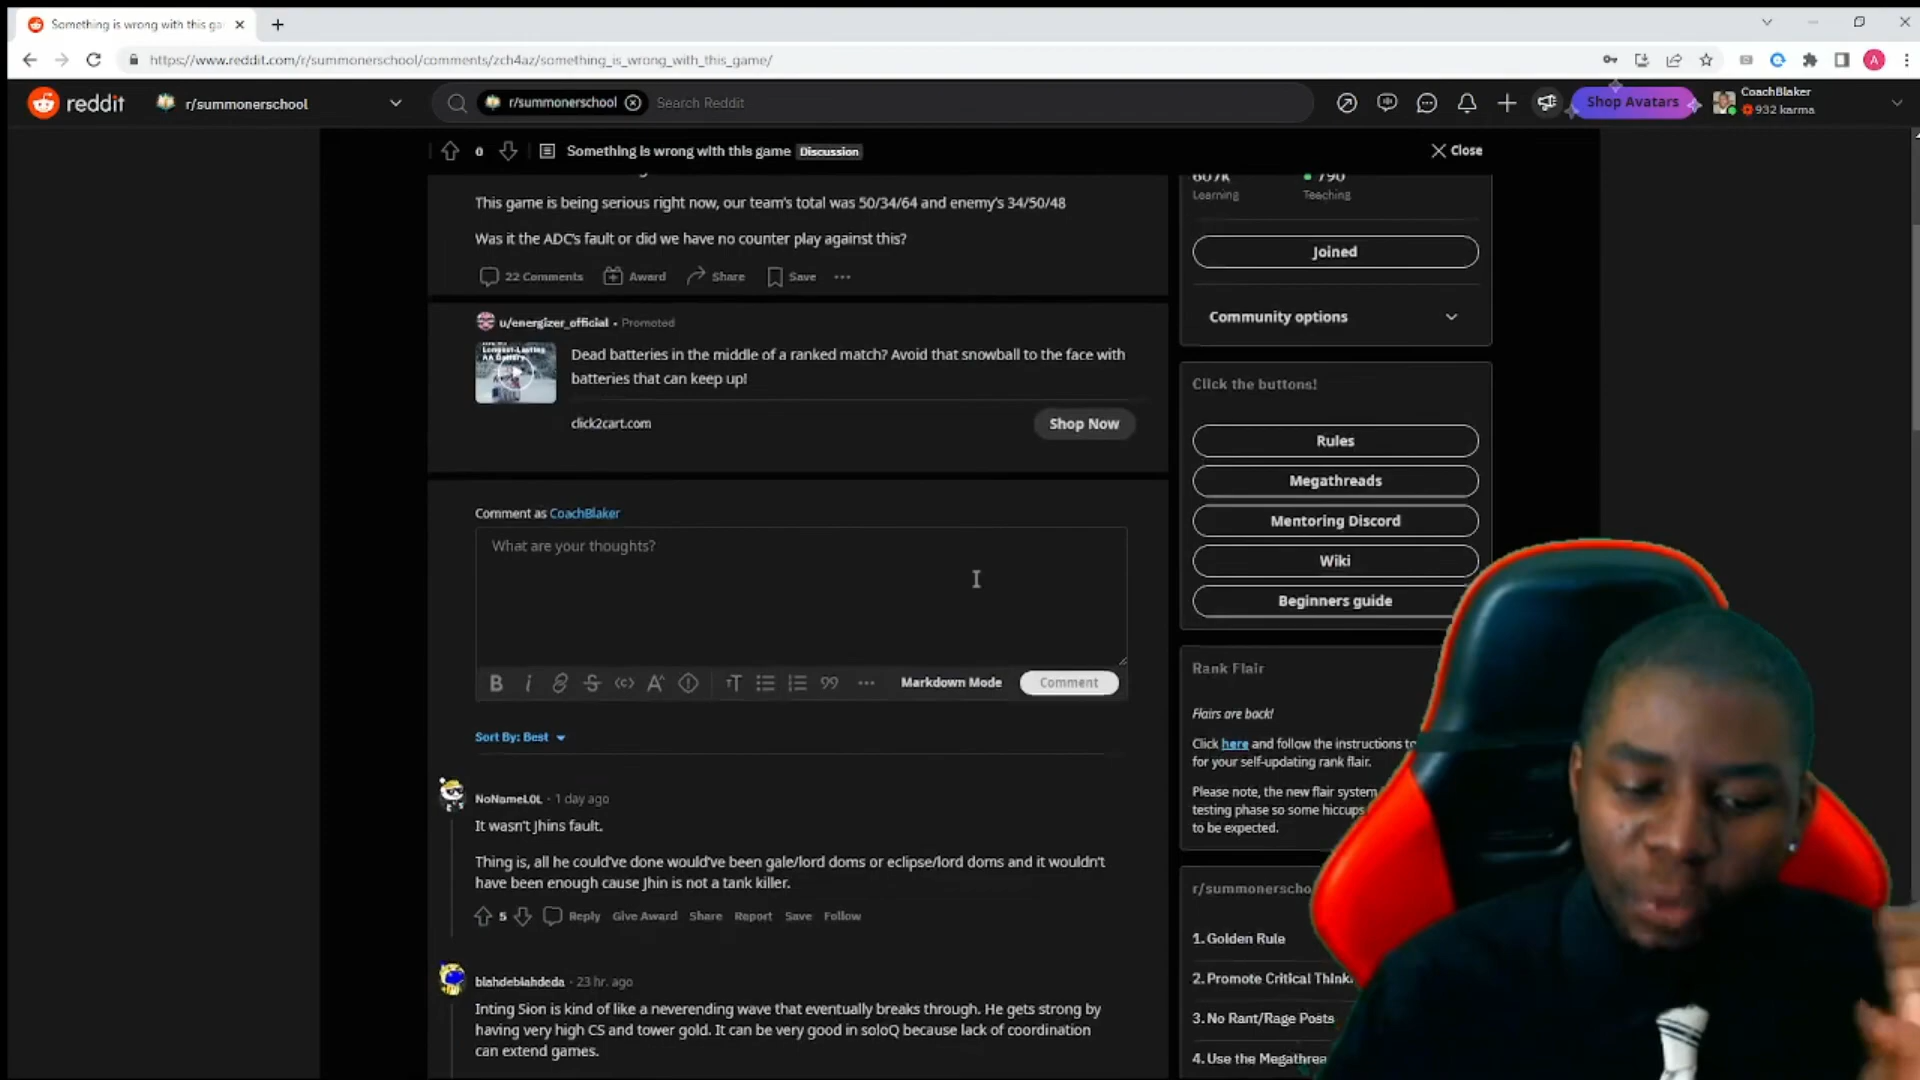 Something is wrong with this ga
https://www.reddit.com/r/summonerschool/comments/zch4az/something_is_wrong_with_this_game/
A
reddit
r/summonerschool
r/summonerschool
Search Reddit
Shop Avatars
CoachBlaker
932 karma
0
Something is wrong with this game
Discussion
Close
This game is being serious right now, our team's total was 50/34/64 and enemy's 34/50/48
Was it the ADC's fault or did we have no counter play against this?
22 Comments
Award
Share
Save
607k
790
Learning
Teaching
Joined
Community options
u/energizer_official • Promoted
Longest-Lasting
AA Battery
Dead batteries in the middle of a ranked match? Avoid that snowball to the face with
batteries that can keep up!
click2cart.com
Shop Now
Click the buttons!
Rules
Megathreads
Mentoring Discord
Wiki
Beginners guide
Comment as CoachBlaker
What are your thoughts?
Markdown Mode
Comment
Sort By: Best
Rank Flair
Flairs are back!
Click here and follow the instructions to
for your self-updating rank flair.
Please note, the new flair system
testing phase so some hiccups
to be expected.
NoNameLOL · 1 day ago
It wasn't Jhins fault.
Thing is, all he could've done would've been gale/lord doms or eclipse/lord doms and it wouldn't
have been enough cause Jhin is not a tank killer.
5
Reply
Give Award
Share
Report
Save
Follow
blahdeblahdeda · 23 hr. ago
Inting Sion is kind of like a neverending wave that eventually breaks through. He gets strong by
having very high CS and tower gold. It can be very good in soloQ because lack of coordination
can extend games.
r/summonerscho
1. Golden Rule
2. Promote Critical Think
3. No Rant/Rage Posts
4. Use the Megathrea